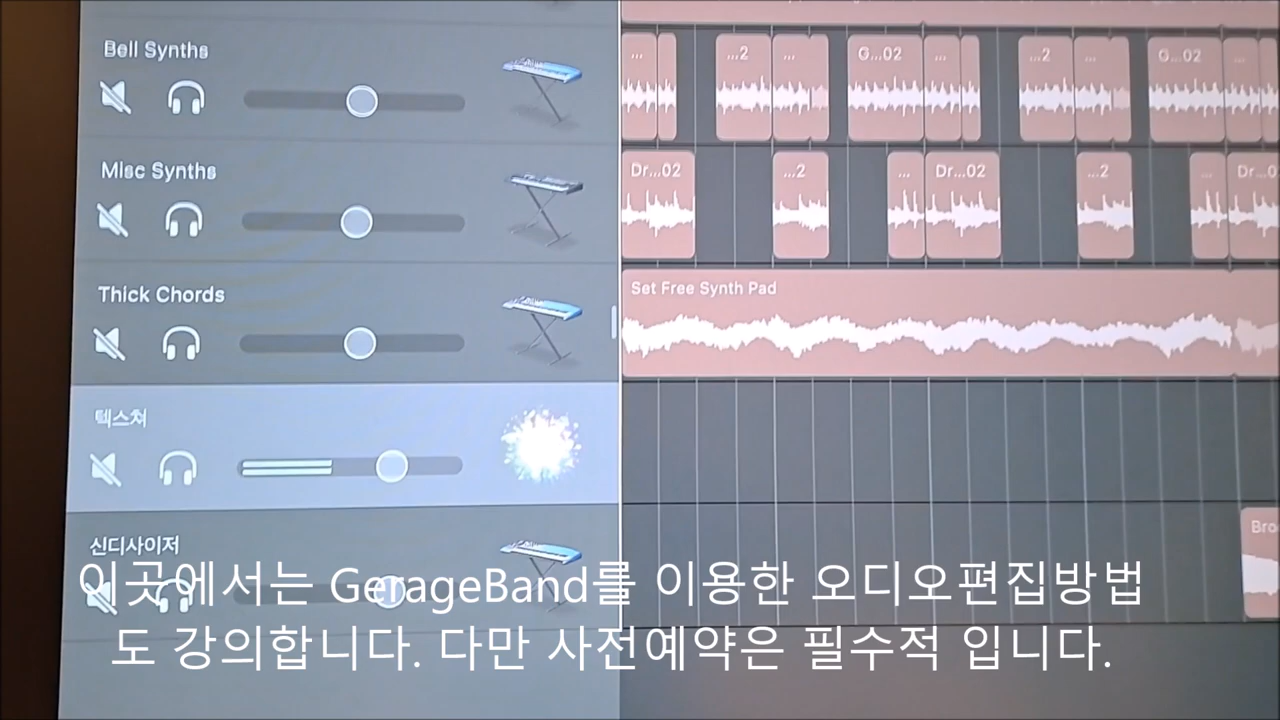 Bell Synths
...
...2
...
G...02
...
...2
...
G...02
...
Misc Synths
Dr...02
...2
...
Dr...02
...2
...
Dr...0
Thick Chords
Set Free Synth Pad
텍스쳐
신디사이저
Bro
이곳에서는 GerageBand를 이용한 오디오편집방법
도 강의합니다. 다만 사전예약은 필수적 입니다.